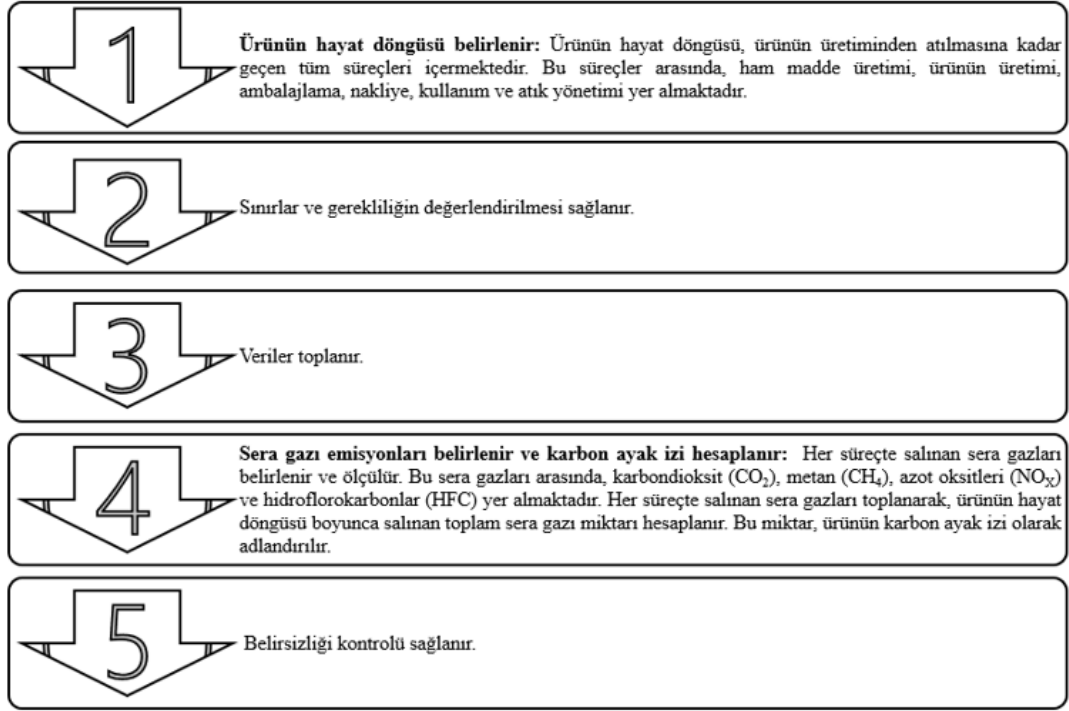 1
Ürünün hayat döngüsü belirlenir: Ürünün hayat döngüsü, ürünün üretiminden atılmasına kadar
geçen tüm süreçleri içermektedir. Bu süreçler arasında, ham madde üretimi, ürünün üretimi,
ambalajlama, nakliye, kullanım ve atık yönetimi yer almaktadır.
2
Sınırlar ve gerekliliğin değerlendirilmesi sağlanır.
3
Veriler toplanır.
4
Sera gazı emisyonları belirlenir ve karbon ayak izi hesaplanır: Her süreçte salınan sera gazları
belirlenir ve ölçülür. Bu sera gazları arasında, karbondioksit (CO₂), metan (CH₄), azot oksitleri (NOₓ)
ve hidroflorokarbonlar (HFC) yer almaktadır. Her süreçte salınan sera gazları toplanarak, ürünün hayat
döngüsü boyunca salınan toplam sera gazı miktarı hesaplanır. Bu miktar, ürünün karbon ayak izi olarak
adlandırılır.
5
Belirsizliği kontrolü sağlanır.